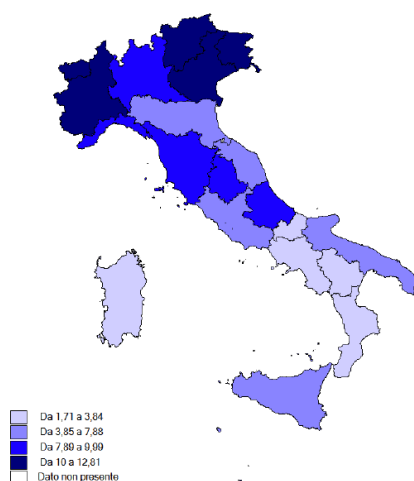 Da 1,71 a 3,84
Da 3,85 a 7,88
Da 7,89 a 9,99
Da 10 a 12,81
Dato non presente